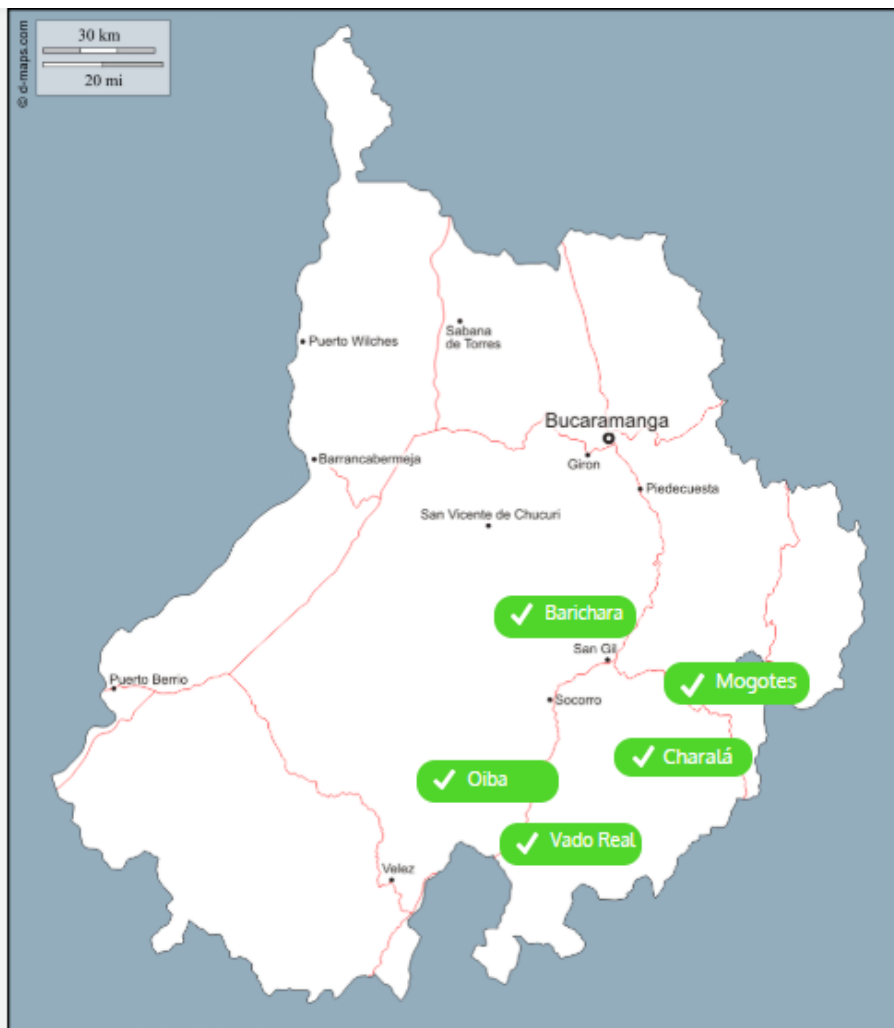 © d-maps.com
30 km
20 mi
Puerto Wilches
Sabana
de Torres
Bucaramanga
Giron
Barrancabermeja
Piedecuesta
San Vicente de Chucuri
Barichara
San Gil
Mogotes
Puerto Berrio
Socorro
Charalá
Oiba
Vado Real
Velez